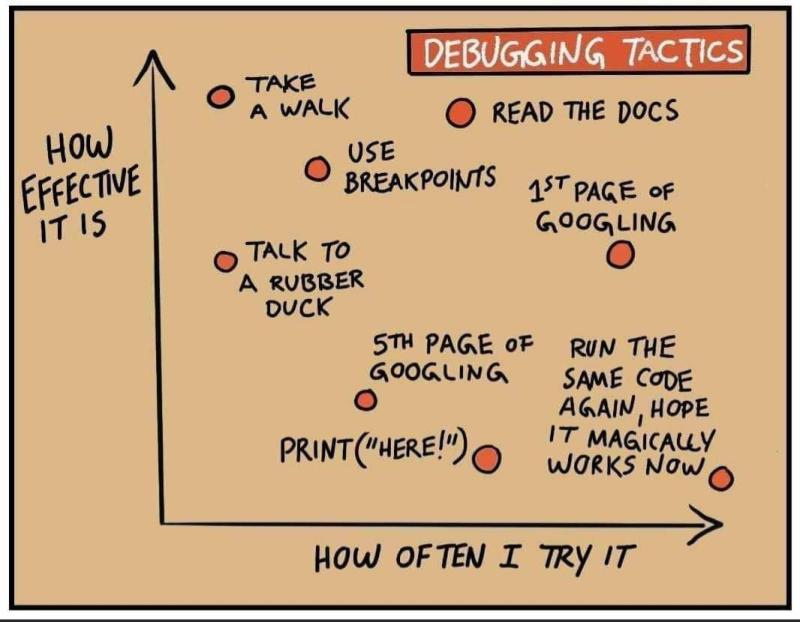 DEBUGGING TACTICS
HOW
EFFECTIVE
IT IS
TAKE
A WALK
READ THE DOCS
USE
BREAKPOINTS
1ST PAGE OF
GOOGLING
TALK TO
A RUBBER
DUCK
5TH PAGE OF
GOOGLING
RUN THE
SAME CODE
AGAIN, HOPE
IT MAGICALLY
WORKS NOW
PRINT("HERE!")
HOW OFTEN I TRY IT